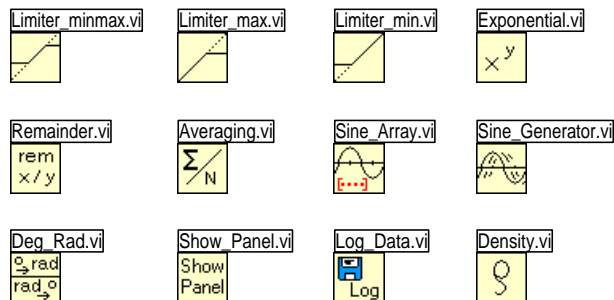 Limiter_minmax.vi Limiter_max.vi Limiter_min.vi Exponential.vi
x y
Remainder.vi Averaging.vi Sine_Array.vi Sine_Generator.vi
rem Σ
x/y N
[····]
Deg_Rad.vi Show_Panel.vi Log_Data.vi Density.vi
°→rad Show
rad→° Panel Log
ϱ